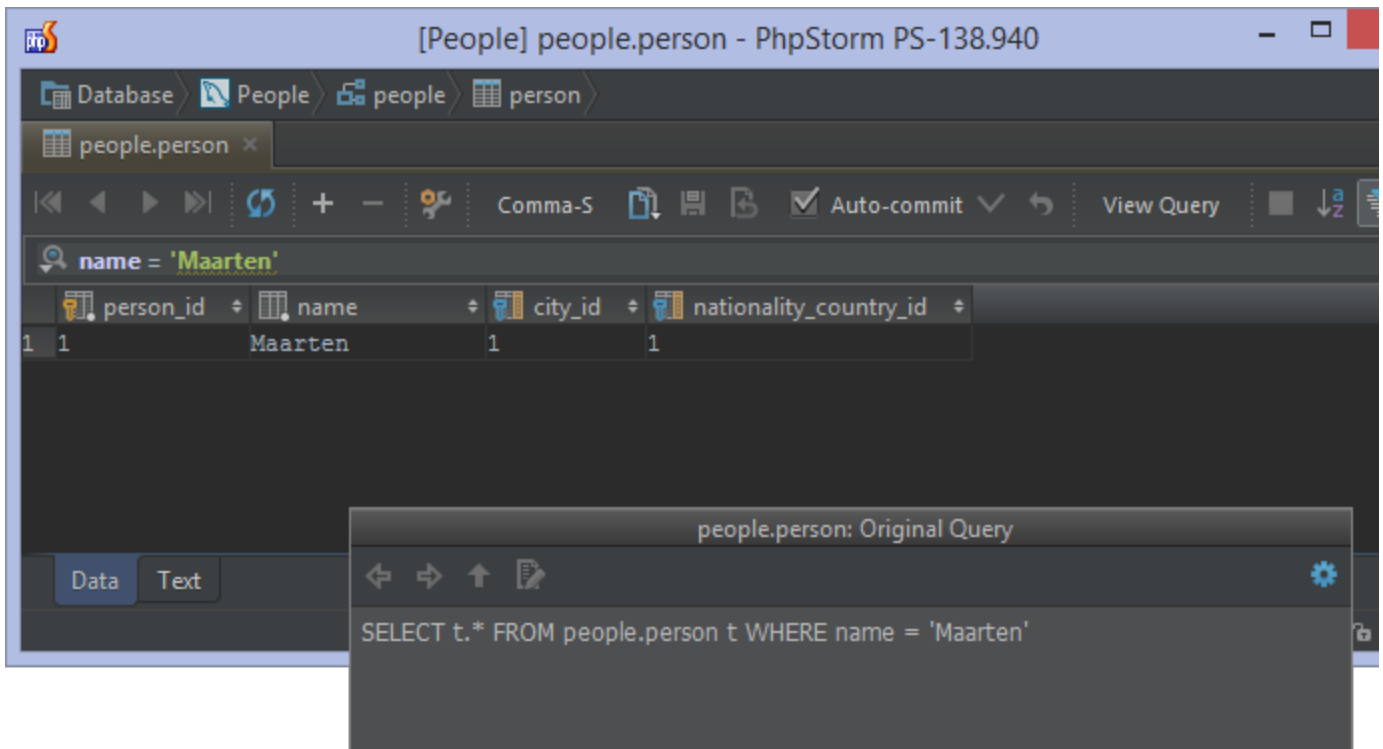 php
[People] people.person - PhpStorm PS-138.940
Database People people person
people.person
Comma-S Auto-commit View Query a z
name = 'Maarten'
person_id name city_id nationality_country_id
1 1 Maarten 1 1
people.person: Original Query
Data Text
SELECT t.* FROM people.person t WHERE name = 'Maarten'